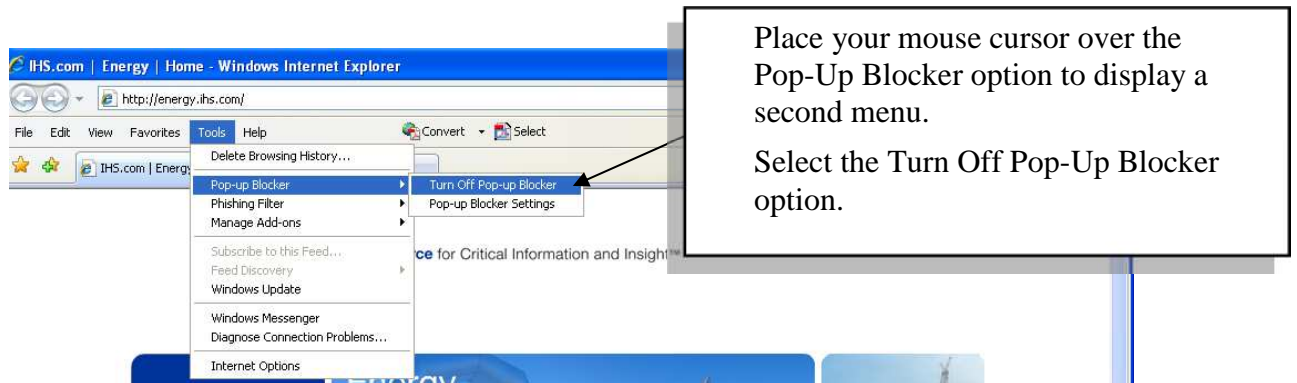 IHS.com | Energy | Home - Windows Internet Explorer
http://energy.ihs.com/
File Edit View Favorites Tools Help Convert Select
IHS.com | Energ
Delete Browsing History...
Pop-up Blocker
Phishing Filter
Manage Add-ons
Subscribe to this Feed...
Feed Discovery
Windows Update
Windows Messenger
Diagnose Connection Problems...
Internet Options
Turn Off Pop-up Blocker
Pop-up Blocker Settings
Place your mouse cursor over the
Pop-Up Blocker option to display a
second menu.
Select the Turn Off Pop-Up Blocker
option.
rce for Critical Information and Insight™
Energy